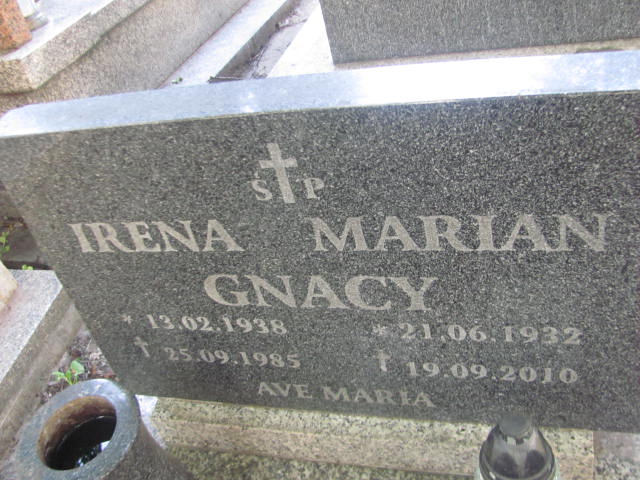 S P
IRENA MARIAN
GNACY
* 13.02.1938 * 21.06.1932
† 25.09.1985 † 19.09.2010
AVE MARIA